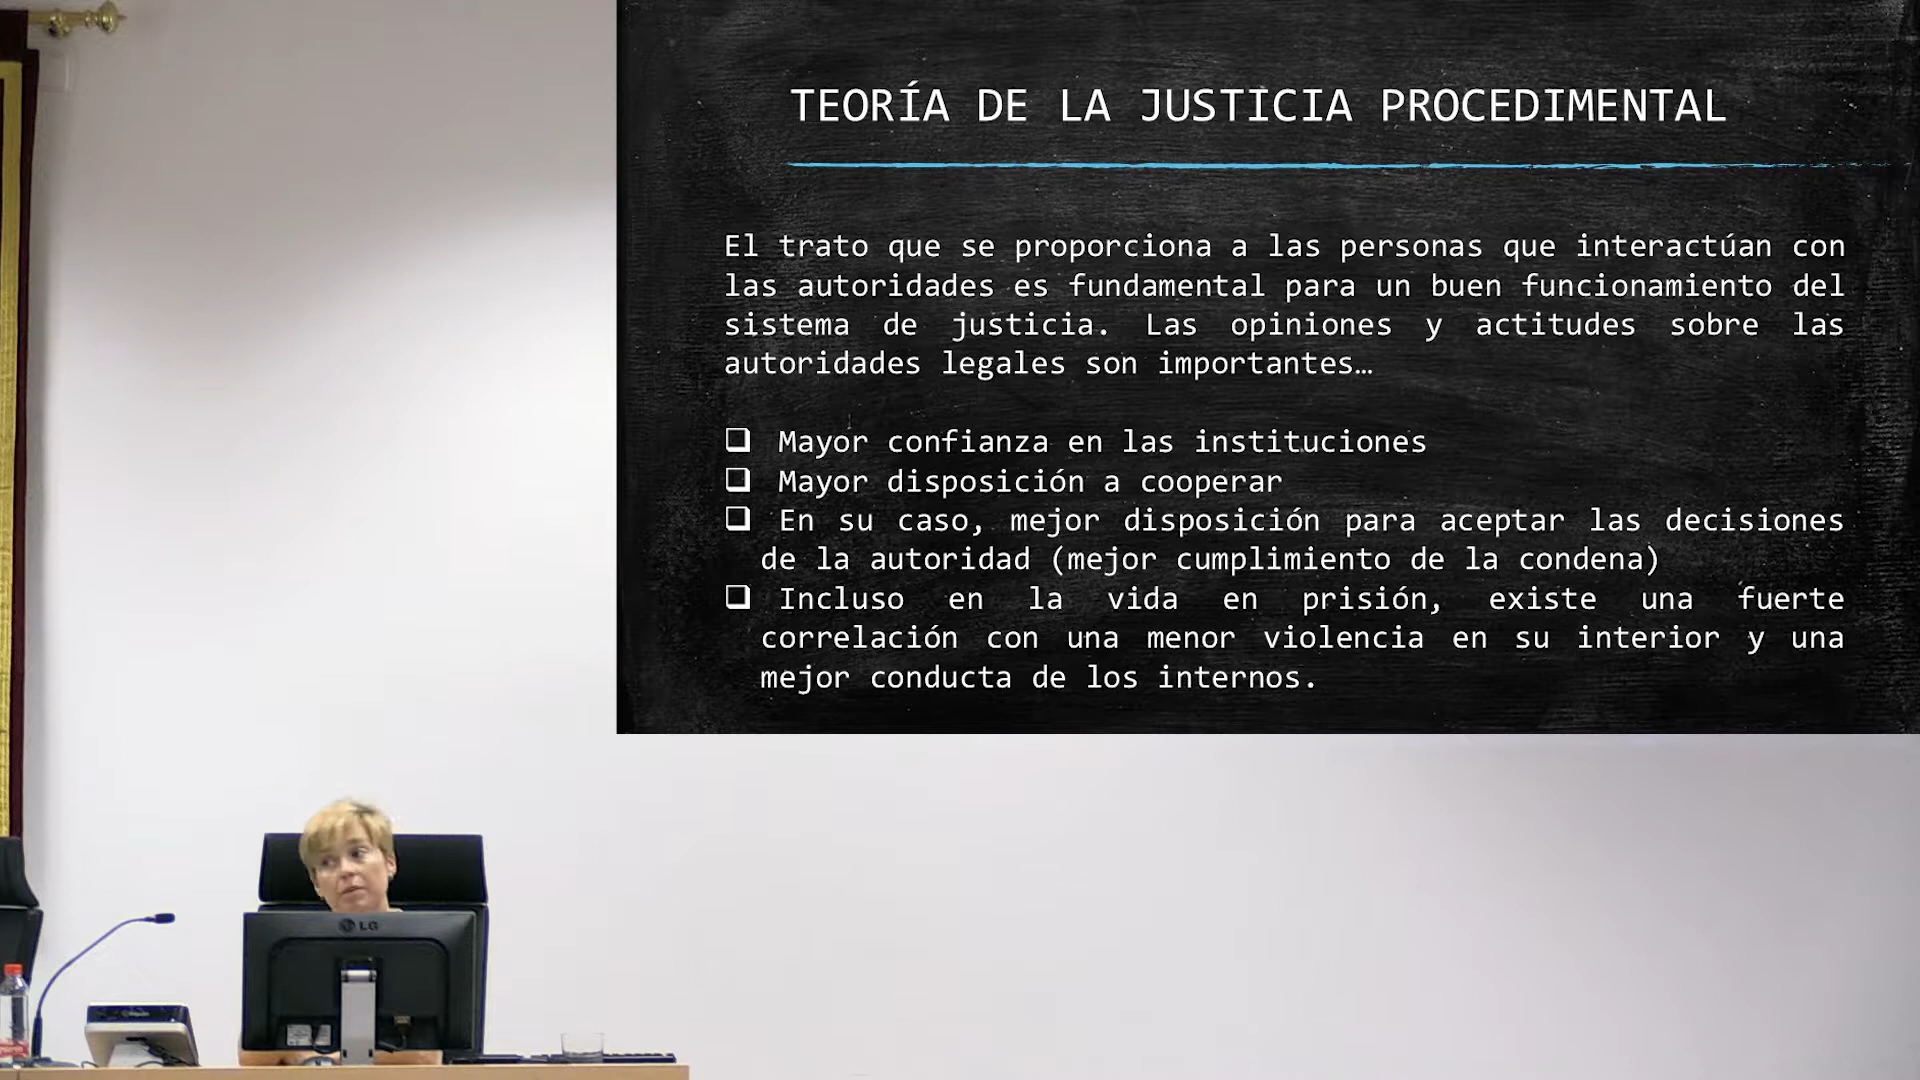 TEORÍA DE LA JUSTICIA PROCEDIMENTAL
El trato que se proporciona a las personas que interactúan con
las autoridades es fundamental para un buen funcionamiento del
sistema de justicia. Las opiniones y actitudes sobre las
autoridades legales son importantes…
❑ Mayor confianza en las instituciones
❑ Mayor disposición a cooperar
❑ En su caso, mejor disposición para aceptar las decisiones
de la autoridad (mejor cumplimiento de la condena)
❑ Incluso en la vida en prisión, existe una fuerte
correlación con una menor violencia en su interior y una
mejor conducta de los internos.
LG